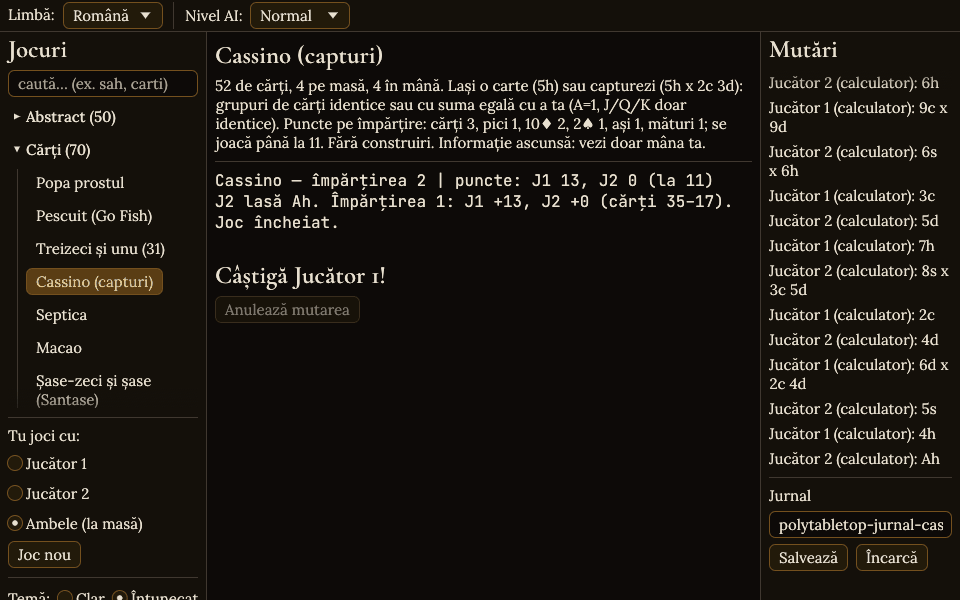 Limbă: Română ▼ Nivel AI: Normal ▼
Jocuri
caută... (ex. sah, carti)
▸ Abstract (50)
▾ Cărți (70)
Popa prostul
Pescuit (Go Fish)
Treizeci și unu (31)
Cassino (capturi)
Septica
Macao
Șase-zeci și șase
(Santase)
Tu joci cu:
Jucător 1
Jucător 2
Ambele (la masă)
Joc nou
Temă: Clar Întunecat
Cassino (capturi)
52 de cărți, 4 pe masă, 4 în mână. Lași o carte (5h) sau capturezi (5h x 2c 3d):
grupuri de cărți identice sau cu suma egală cu a ta (A=1, J/Q/K doar
identice). Puncte pe împărțire: cărți 3, pici 1, 10♦ 2, 2♠ 1, ași 1, mături 1; se
joacă până la 11. Fără construiri. Informație ascunsă: vezi doar mâna ta.
Cassino — împărțirea 2 | puncte: J1 13, J2 0 (la 11)
J2 lasă Ah. Împărțirea 1: J1 +13, J2 +0 (cărți 35–17).
Joc încheiat.
Câștigă Jucător 1!
Anulează mutarea
Mutări
Jucător 2 (calculator): 6h
Jucător 1 (calculator): 9c x
9d
Jucător 2 (calculator): 6s
x 6h
Jucător 1 (calculator): 3c
Jucător 2 (calculator): 5d
Jucător 1 (calculator): 7h
Jucător 2 (calculator): 8s x
3c 5d
Jucător 1 (calculator): 2c
Jucător 2 (calculator): 4d
Jucător 1 (calculator): 6d x
2c 4d
Jucător 2 (calculator): 5s
Jucător 1 (calculator): 4h
Jucător 2 (calculator): Ah
Jurnal
polytabletop-jurnal-cas
Salvează Încarcă